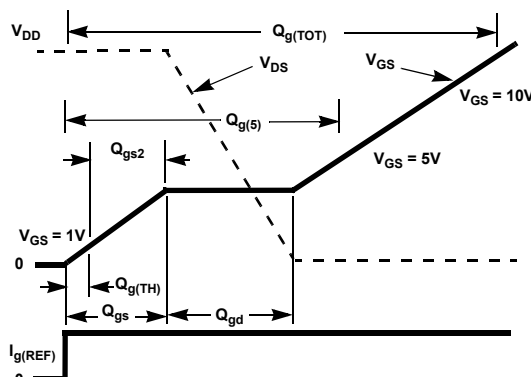 V_DD
Q_g(TOT)
V_DS
V_GS
V_GS = 10V
Q_g(5)
Q_gs2
V_GS = 5V
V_GS = 1V
0
Q_g(TH)
Q_gs
Q_gd
I_g(REF)
0